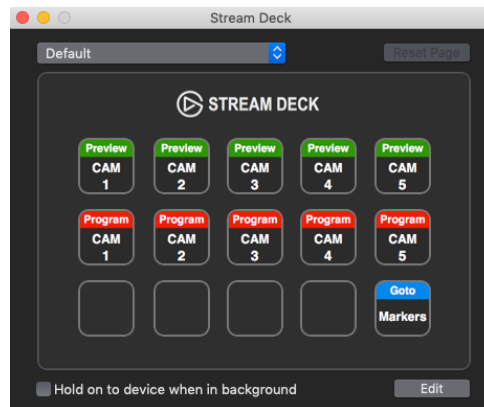 Stream Deck
Default
Reset Page
STREAM DECK
Preview Preview Preview Preview Preview
CAM CAM CAM CAM CAM
1 2 3 4 5
Program Program Program Program Program
CAM CAM CAM CAM CAM
1 2 3 4 5
Goto
Markers
Hold on to device when in background
Edit